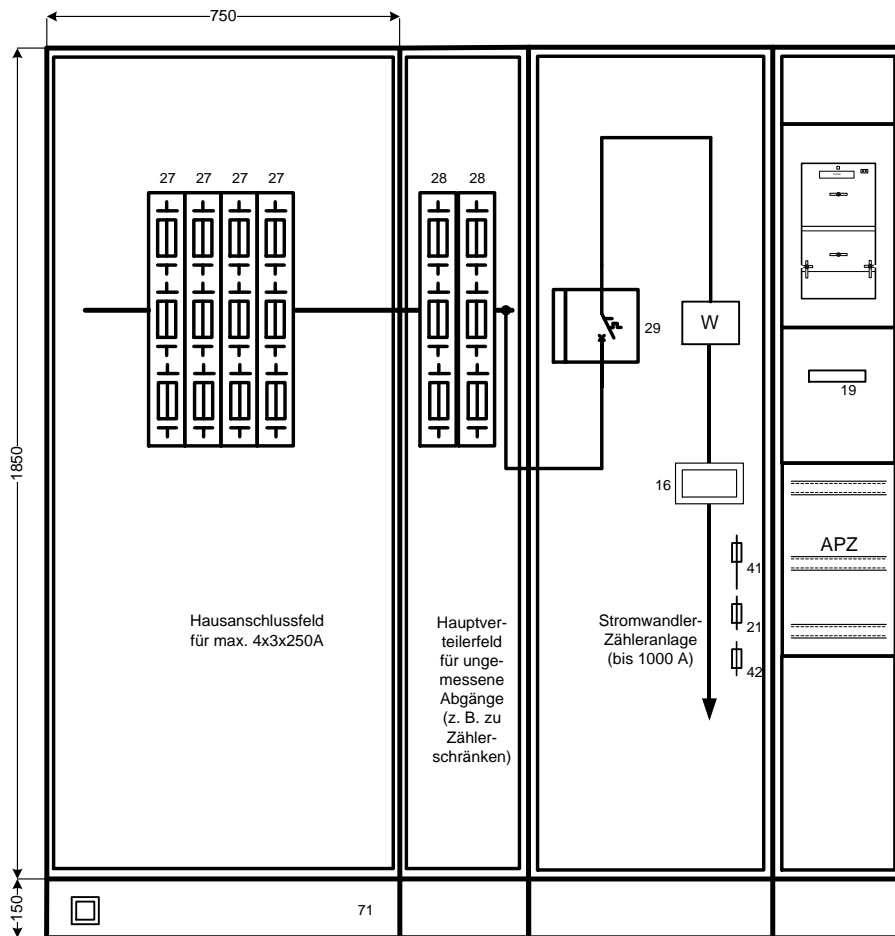 750
27 27 27 27
28 28
29
W
19
1850
16
APZ
41
Hausanschlussfeld
für max. 4x3x250A
Hauptver-
teilerfeld
für unge-
messene
Abgänge
(z. B. zu
Zähler-
schränken)
Stromwandler-
Zähleranlage
(bis 1000 A)
21
42
150
71